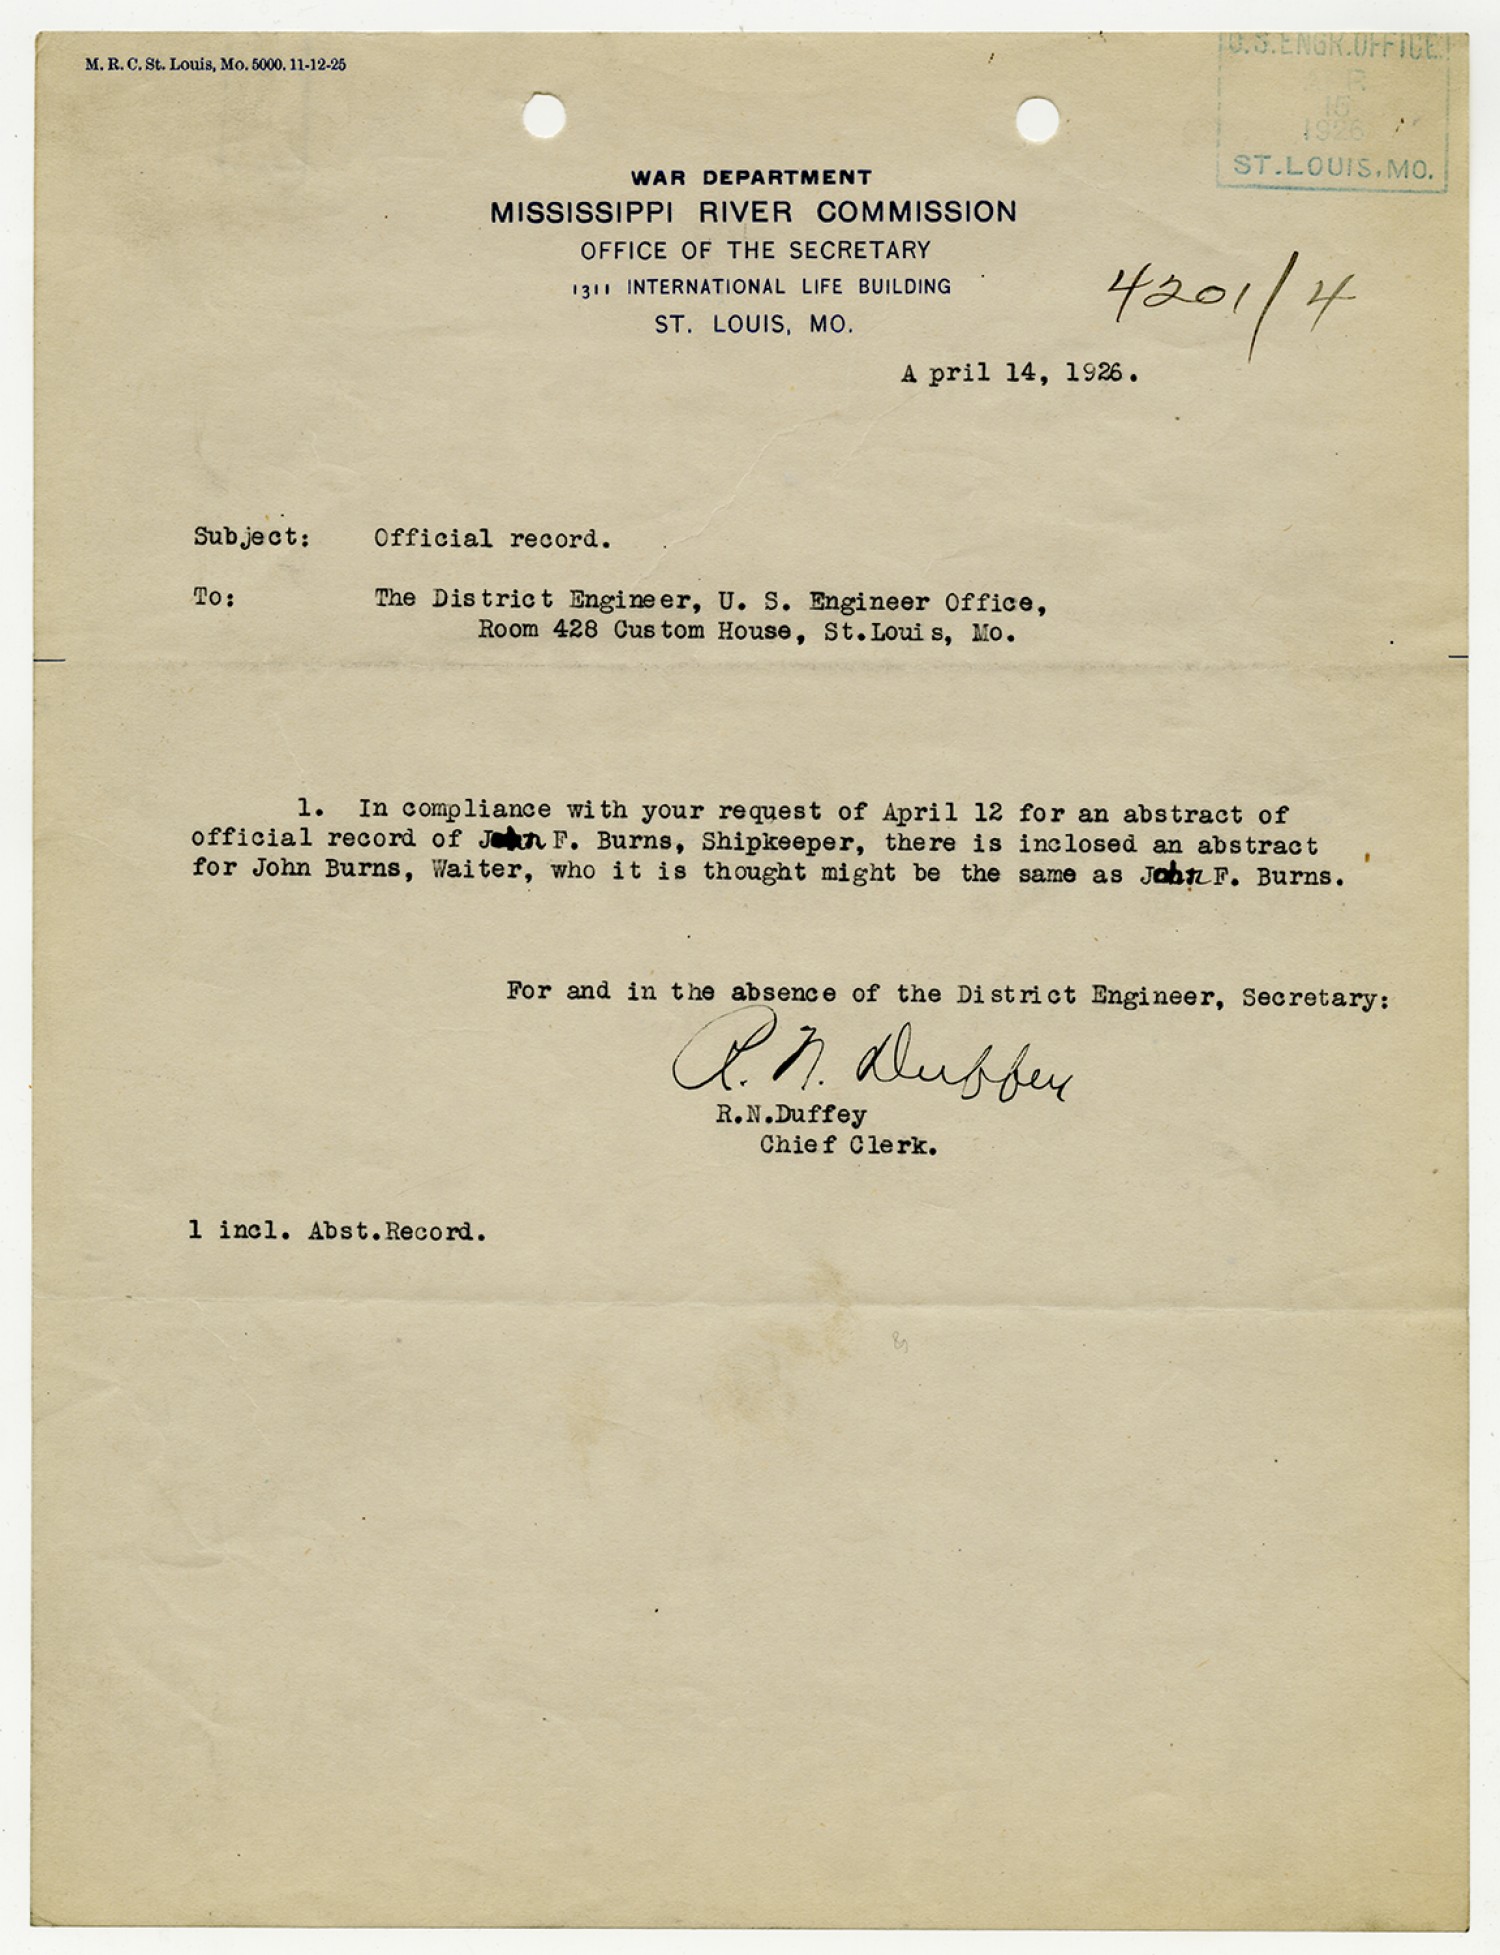 M. R. C. St. Louis, Mo. 5000. 11-12-25
U.S.ENGR.OFFICE.
15
1926
ST.LOUIS,MO.
WAR DEPARTMENT
MISSISSIPPI RIVER COMMISSION
OFFICE OF THE SECRETARY
1311 INTERNATIONAL LIFE BUILDING
ST. LOUIS, MO.
4201/4
A pril 14, 1926.
Subject: Official record.
To: The District Engineer, U. S. Engineer Office,
Room 428 Custom House, St.Louis, Mo.
1. In compliance with your request of April 12 for an abstract of
official record of John F. Burns, Shipkeeper, there is inclosed an abstract
for John Burns, Waiter, who it is thought might be the same as John F. Burns.
For and in the absence of the District Engineer, Secretary:
R. N. Duffey
R.N.Duffey
Chief Clerk.
1 incl. Abst.Record.